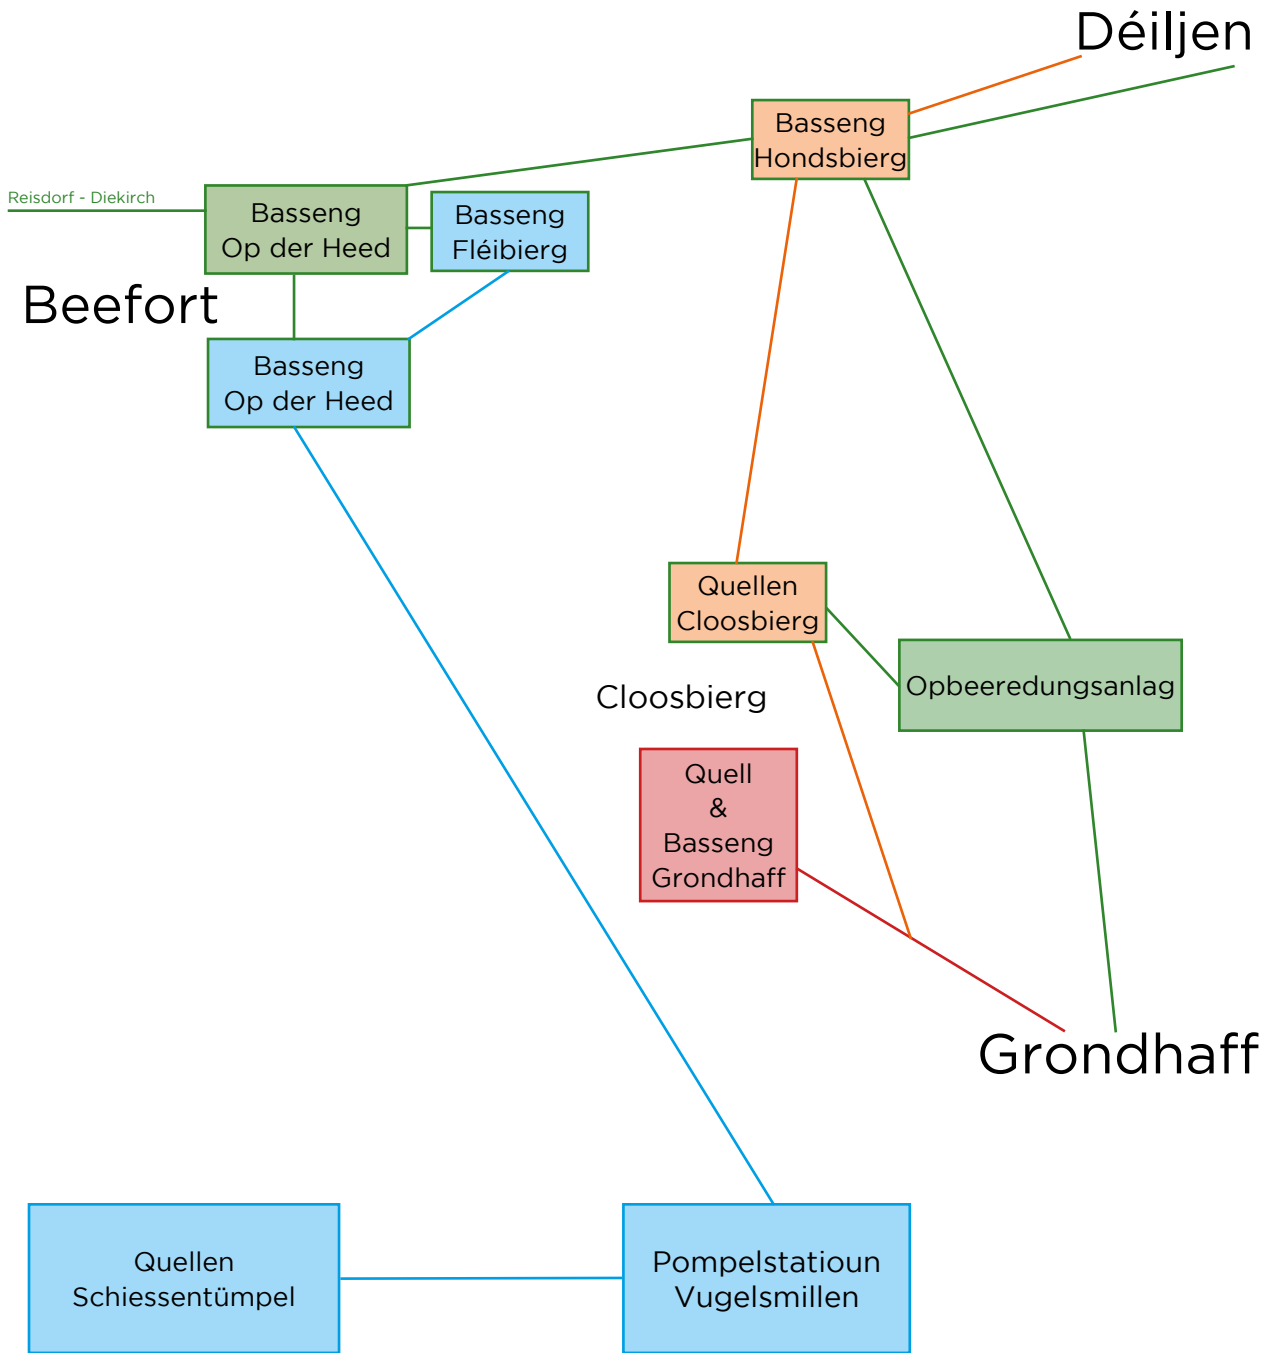 Déiljen
Basseng
Hondsbierg
Reisdorf - Diekirch
Basseng
Op der Heed
Basseng
Fléibierg
Beefort
Basseng
Op der Heed
Quellen
Cloosbierg
Opbeeredungsanlag
Cloosbierg
Quell
&
Basseng
Grondhaff
Grondhaff
Quellen
Schiessentümpel
Pompelstatioun
Vugelsmillen